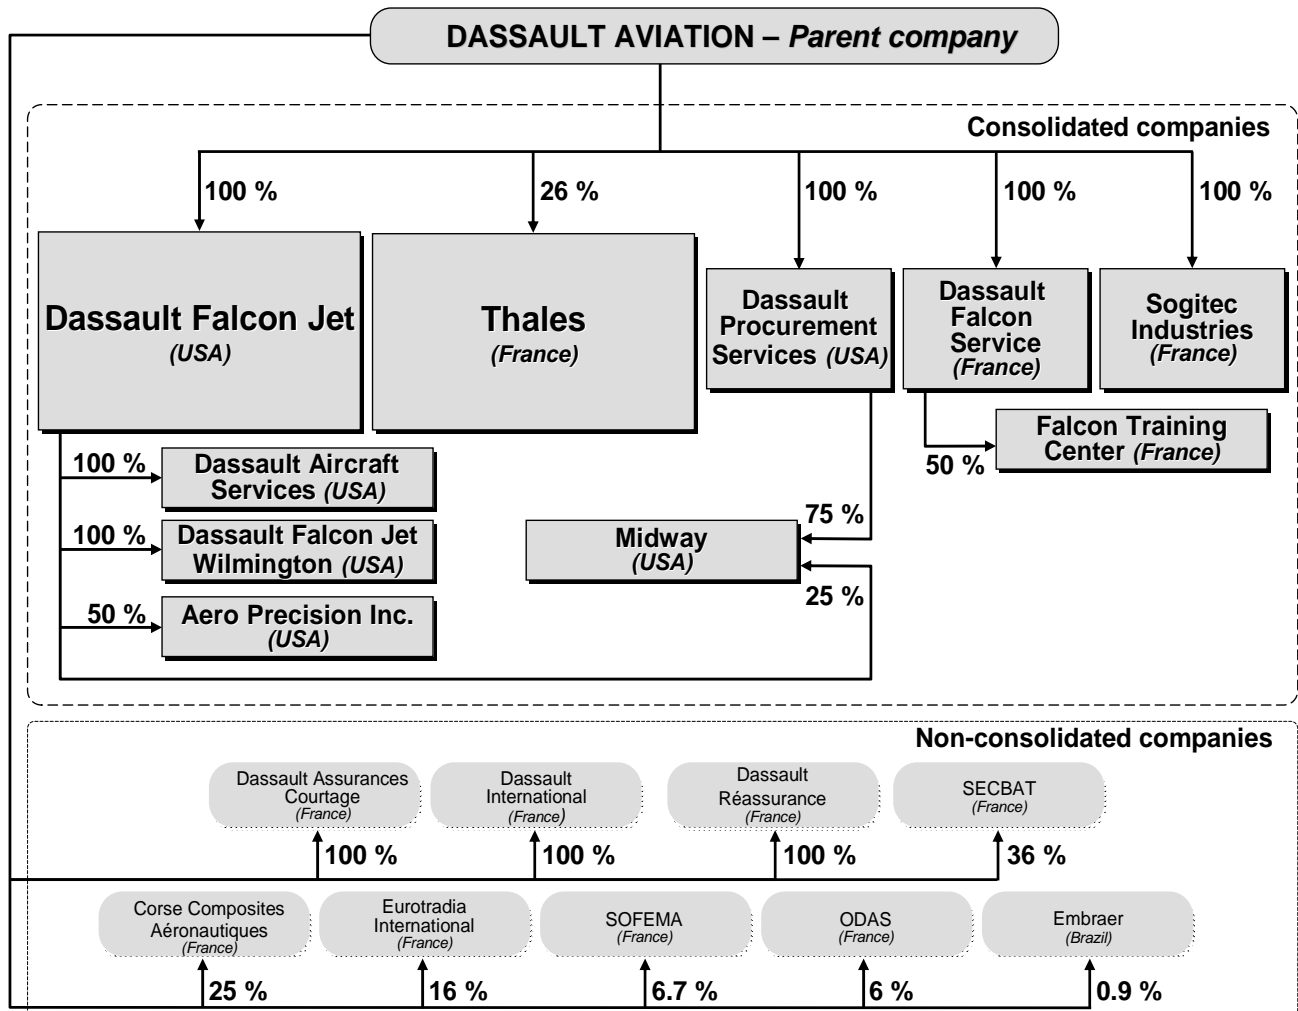 DASSAULT AVIATION – Parent company
Consolidated companies
100 %
26 %
100 %
100 %
100 %
Dassault Falcon Jet
(USA)
Thales
(France)
Dassault
Procurement
Services (USA)
Dassault
Falcon
Service
(France)
Sogitec
Industries
(France)
100 %
Dassault Aircraft
Services (USA)
50 %
Falcon Training
Center (France)
100 %
Dassault Falcon Jet
Wilmington (USA)
75 %
Midway
(USA)
25 %
50 %
Aero Precision Inc.
(USA)
Non-consolidated companies
Dassault Assurances
Courtage
(France)
Dassault
International
(France)
Dassault
Réassurance
(France)
SECBAT
(France)
100 %
100 %
100 %
36 %
Corse Composites
Aéronautiques
(France)
Eurotradia
International
(France)
SOFEMA
(France)
ODAS
(France)
Embraer
(Brazil)
25 %
16 %
6.7 %
6 %
0.9 %